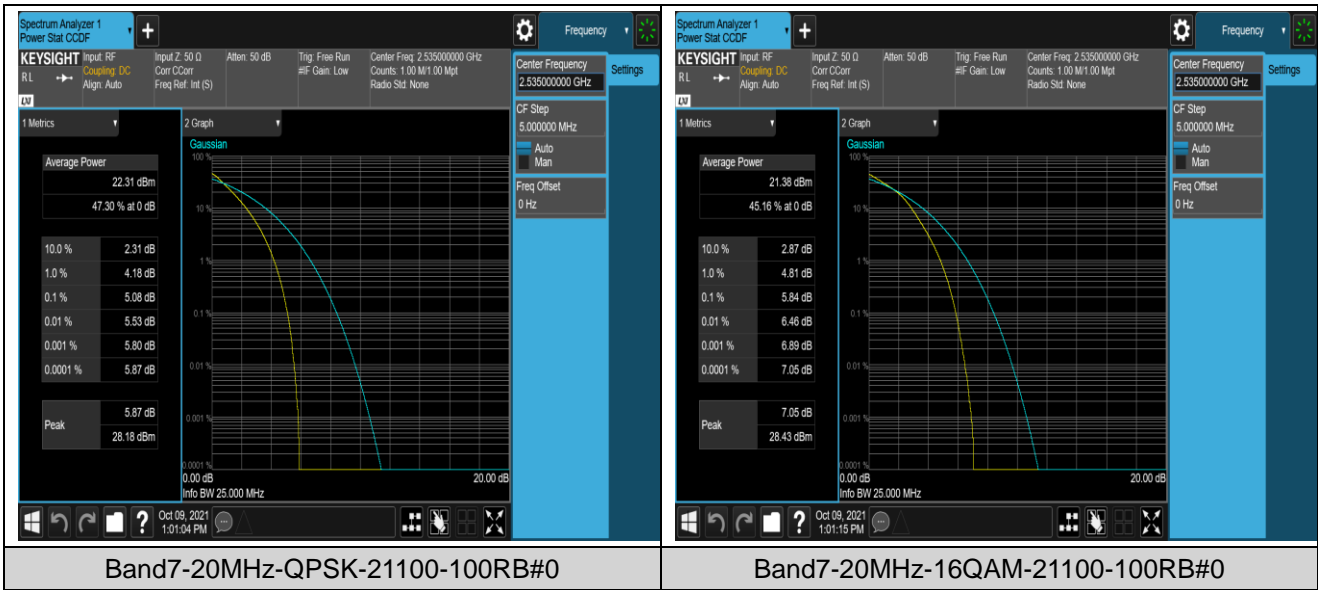 Spectrum Analyzer 1
Power Stat CCDF
Frequency
KEYSIGHT
Input: RF
Input Z: 50 Ω
Atten: 50 dB
Trig: Free Run
Center Freq: 2.535000000 GHz
RL
Coupling: DC
Corr CCorr
#IF Gain: Low
Counts: 1.00 M/1.00 Mpt
Align: Auto
Freq Ref: Int (S)
Radio Std: None
LXI
Center Frequency
2.535000000 GHz
Settings
CF Step
5.000000 MHz
Auto
Man
Freq Offset
0 Hz
1 Metrics
2 Graph
Average Power
22.31 dBm
47.30 % at 0 dB
10.0 % 2.31 dB
1.0 % 4.18 dB
0.1 % 5.08 dB
0.01 % 5.53 dB
0.001 % 5.80 dB
0.0001 % 5.87 dB
Peak
5.87 dB
28.18 dBm
Gaussian
100 %
10 %
1 %
0.1 %
0.01 %
0.001 %
0.0001 %
0.00 dB 20.00 dB
Info BW 25.000 MHz
?
Oct 09, 2021
1:01:04 PM
Band7-20MHz-QPSK-21100-100RB#0
Spectrum Analyzer 1
Power Stat CCDF
Frequency
KEYSIGHT
Input: RF
Input Z: 50 Ω
Atten: 50 dB
Trig: Free Run
Center Freq: 2.535000000 GHz
RL
Coupling: DC
Corr CCorr
#IF Gain: Low
Counts: 1.00 M/1.00 Mpt
Align: Auto
Freq Ref: Int (S)
Radio Std: None
LXI
Center Frequency
2.535000000 GHz
Settings
CF Step
5.000000 MHz
Auto
Man
Freq Offset
0 Hz
1 Metrics
2 Graph
Average Power
21.38 dBm
45.16 % at 0 dB
10.0 % 2.87 dB
1.0 % 4.81 dB
0.1 % 5.84 dB
0.01 % 6.46 dB
0.001 % 6.89 dB
0.0001 % 7.05 dB
Peak
7.05 dB
28.43 dBm
Gaussian
100 %
10 %
1 %
0.1 %
0.01 %
0.001 %
0.0001 %
0.00 dB 20.00 dB
Info BW 25.000 MHz
?
Oct 09, 2021
1:01:15 PM
Band7-20MHz-16QAM-21100-100RB#0